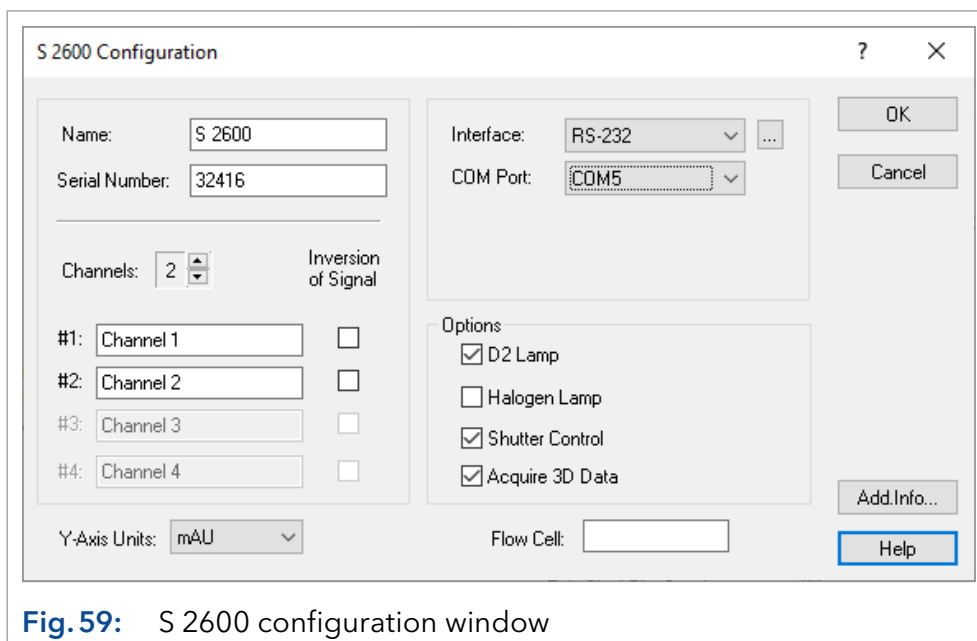 S 2600 Configuration
? X
Name: S 2600
Serial Number: 32416
Channels: 2
Inversion
of Signal
#1: Channel 1
#2: Channel 2
#3: Channel 3
#4: Channel 4
Y-Axis Units: mAU
Interface: RS-232 ...
COM Port: COM5
Options
D2 Lamp
Halogen Lamp
Shutter Control
Acquire 3D Data
Flow Cell:
OK
Cancel
Add.Info...
Help
Fig. 59: S 2600 configuration window